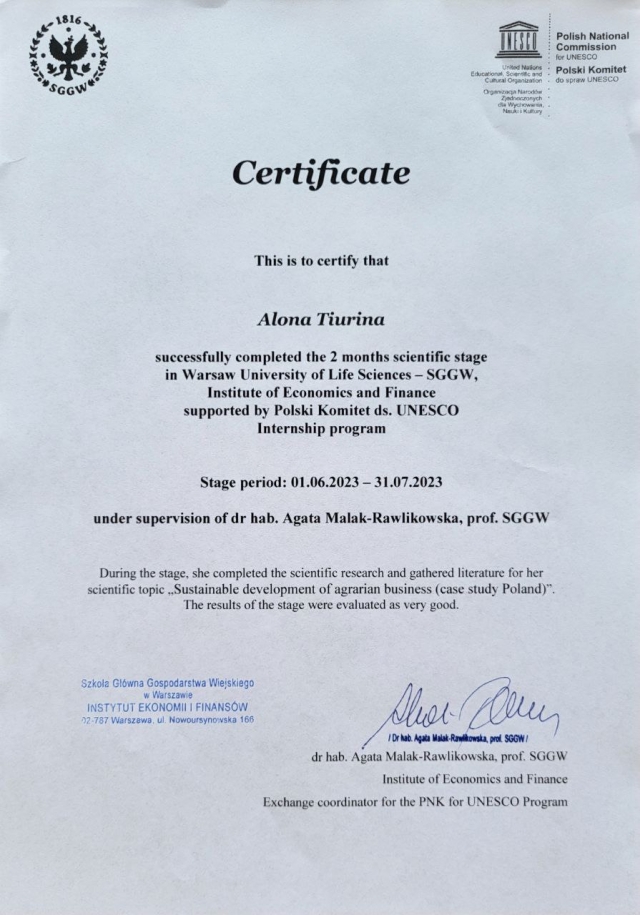 1816
SGGW
UNESCO
United Nations
Educational, Scientific and
Cultural Organization
Organizacja Narodów
Zjednoczonych
dla Wychowania,
Nauki i Kultury
Polish National
Commission
for UNESCO
Polski Komitet
do spraw UNESCO
Certificate
This is to certify that
Alona Tiurina
successfully completed the 2 months scientific stage
in Warsaw University of Life Sciences – SGGW,
Institute of Economics and Finance
supported by Polski Komitet ds. UNESCO
Internship program
Stage period: 01.06.2023 – 31.07.2023
under supervision of dr hab. Agata Malak-Rawlikowska, prof. SGGW
During the stage, she completed the scientific research and gathered literature for her
scientific topic „Sustainable development of agrarian business (case study Poland)”.
The results of the stage were evaluated as very good.
Szkoła Główna Gospodarstwa Wiejskiego
w Warszawie
INSTYTUT EKONOMII I FINANSÓW
02-787 Warszawa, ul. Nowoursynowska 166
/ Dr hab. Agata Malak-Rawlikowska, prof. SGGW /
dr hab. Agata Malak-Rawlikowska, prof. SGGW
Institute of Economics and Finance
Exchange coordinator for the PNK for UNESCO Program